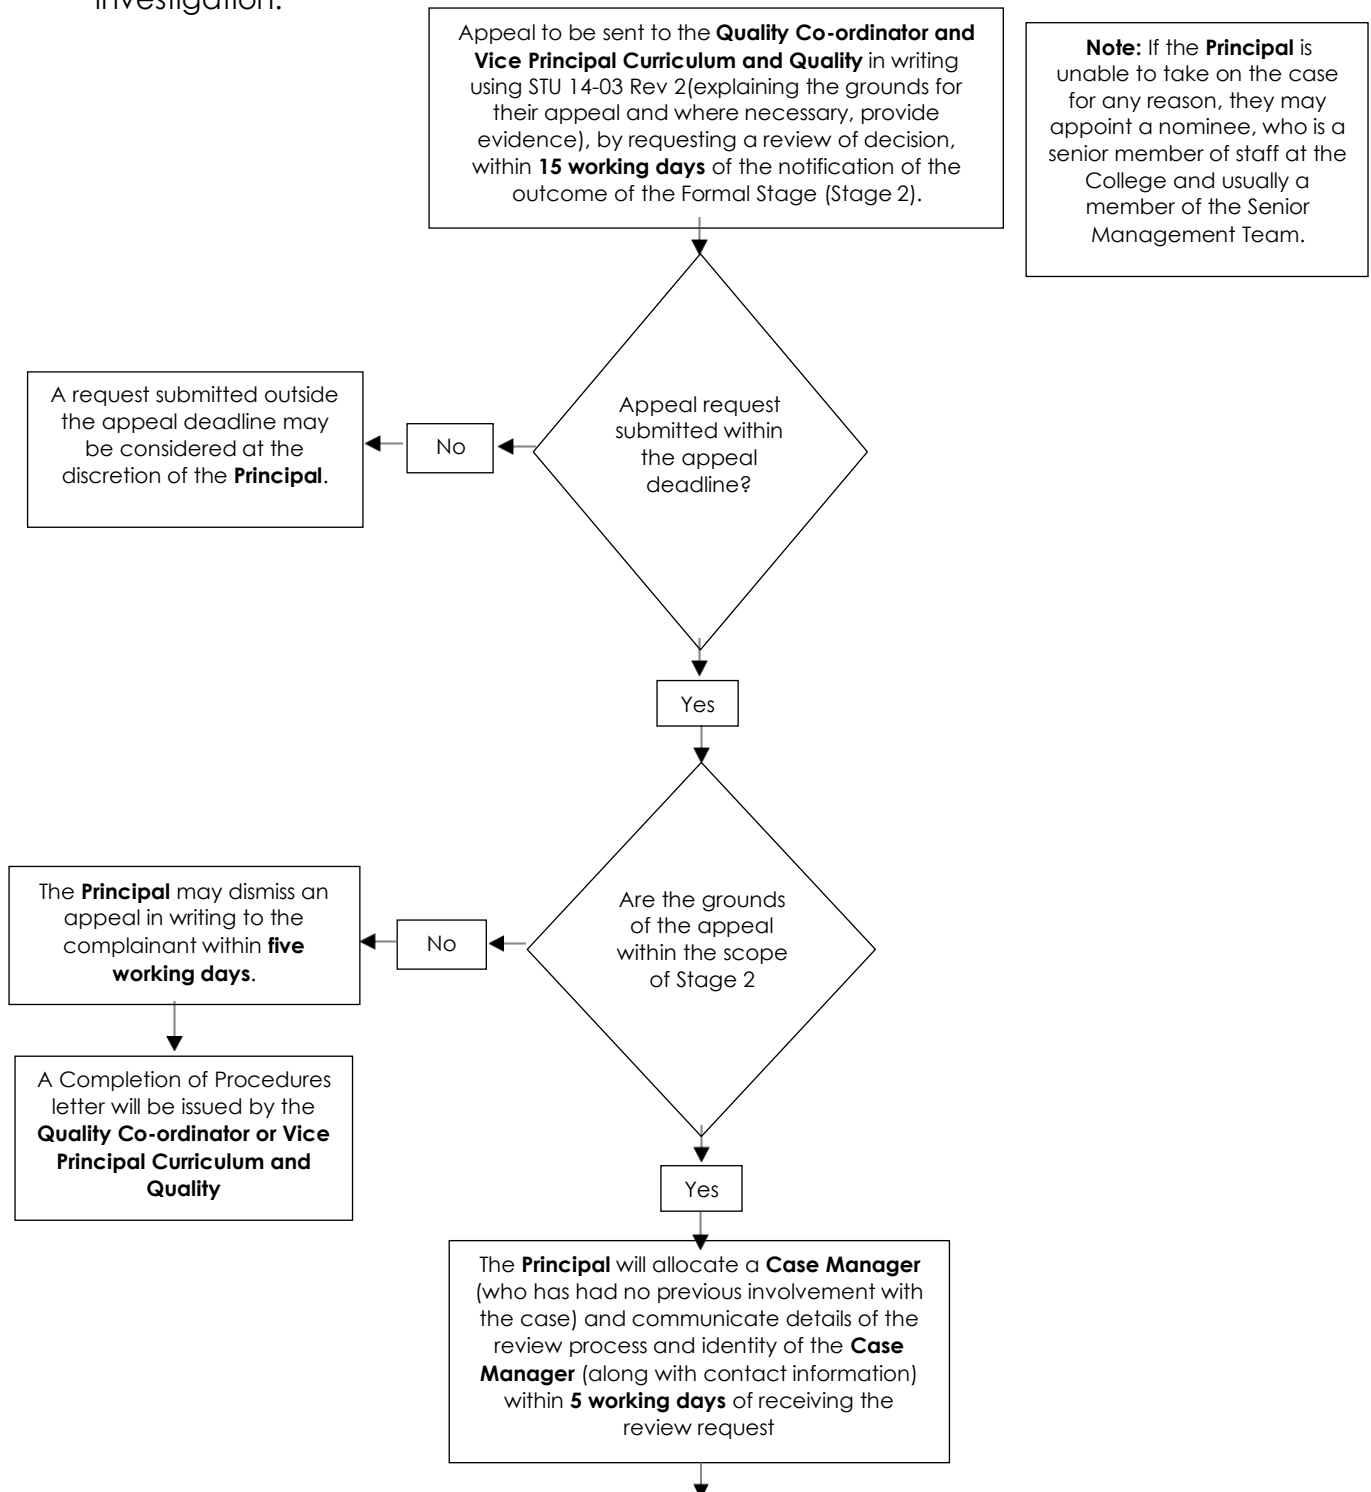 investigation.
Appeal to be sent to the Quality Co-ordinator and
Vice Principal Curriculum and Quality in writing
using STU 14-03 Rev 2(explaining the grounds for
their appeal and where necessary, provide
evidence), by requesting a review of decision,
within 15 working days of the notification of the
outcome of the Formal Stage (Stage 2).
Note: If the Principal is
unable to take on the case
for any reason, they may
appoint a nominee, who is a
senior member of staff at the
College and usually a
member of the Senior
Management Team.
Appeal request
submitted within
the appeal
deadline?
No
A request submitted outside
the appeal deadline may
be considered at the
discretion of the Principal.
Yes
Are the grounds
of the appeal
within the scope
of Stage 2
No
The Principal may dismiss an
appeal in writing to the
complainant within five
working days.
A Completion of Procedures
letter will be issued by the
Quality Co-ordinator or Vice
Principal Curriculum and
Quality
Yes
The Principal will allocate a Case Manager
(who has had no previous involvement with
the case) and communicate details of the
review process and identity of the Case
Manager (along with contact information)
within 5 working days of receiving the
review request